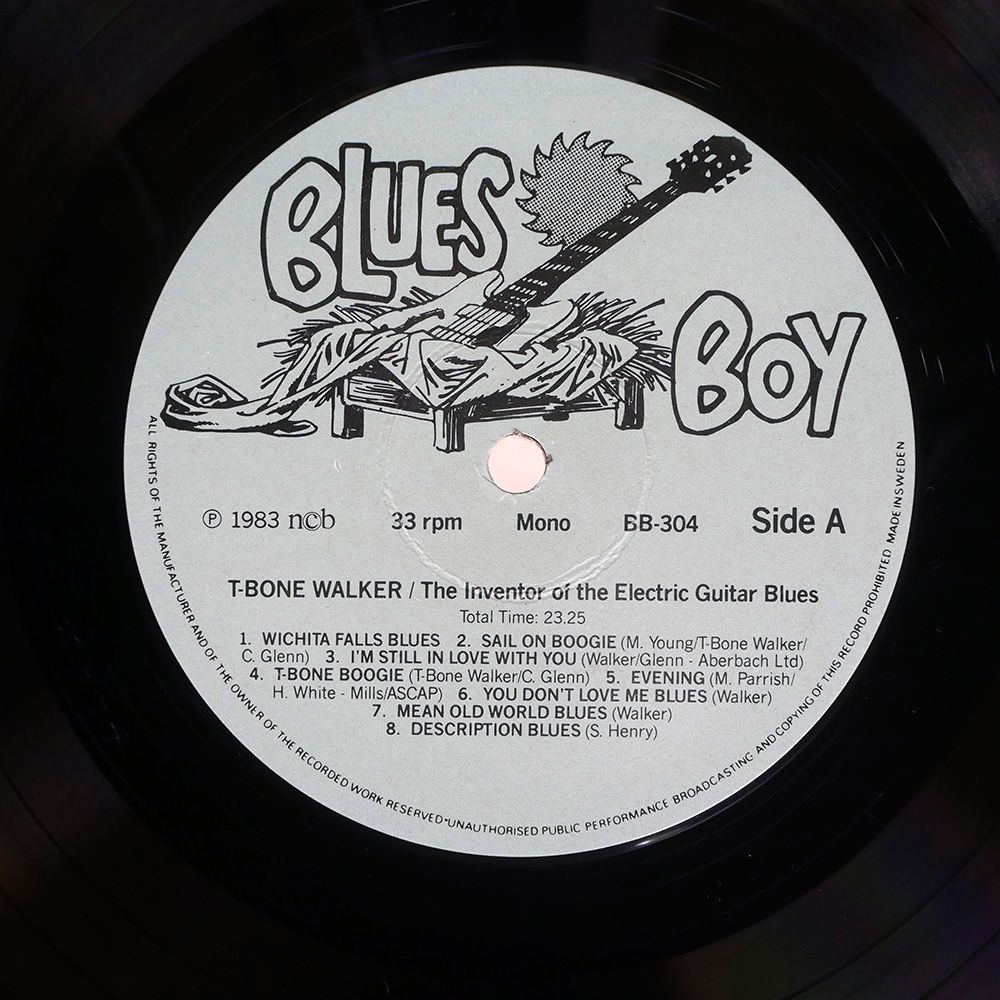 BLUES
BOY
℗ 1983 ncb 33 rpm Mono BB-304 Side A
T-BONE WALKER / The Inventor of the Electric Guitar Blues
Total Time: 23.25
1. WICHITA FALLS BLUES 2. SAIL ON BOOGIE (M. Young/T-Bone Walker/
C. Glenn) 3. I'M STILL IN LOVE WITH YOU (Walker/Glenn - Aberbach Ltd)
4. T-BONE BOOGIE (T-Bone Walker/C. Glenn) 5. EVENING (M. Parrish/
H. White - Mills/ASCAP) 6. YOU DON'T LOVE ME BLUES (Walker)
7. MEAN OLD WORLD BLUES (Walker)
8. DESCRIPTION BLUES (S. Henry)
ALL RIGHTS OF THE MANUFACTURER AND OF THE OWNER OF THE RECORDED WORK RESERVED•UNAUTHORISED PUBLIC PERFORMANCE BROADCASTING AND COPYING OF THIS RECORD PROHIBITED MADE IN SWEDEN